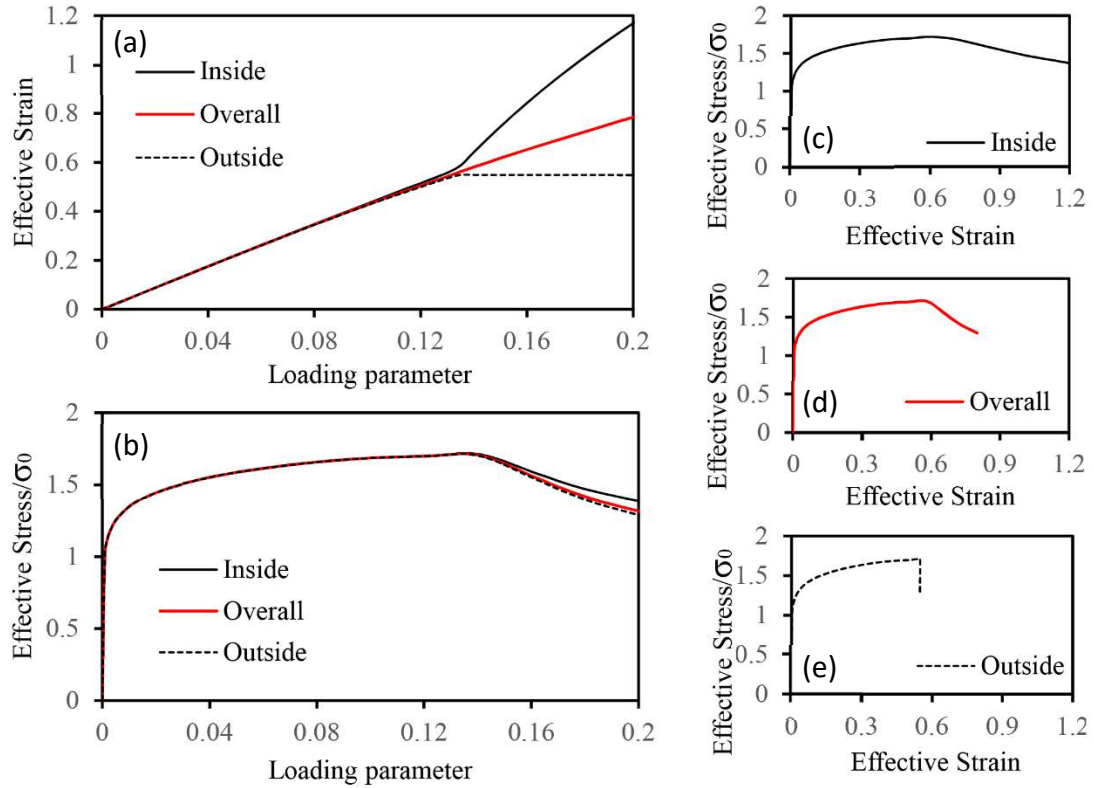 (a)
Effective Strain
1.2
1
0.8
0.6
0.4
0.2
0
Inside
Overall
Outside
0 0.04 0.08 0.12 0.16 0.2
Loading parameter
(b)
Effective Stress/σ0
2
1.5
1
0.5
0
Inside
Overall
Outside
0 0.04 0.08 0.12 0.16 0.2
Loading parameter
(c)
Effective Stress/σ0
2
1.5
1
0.5
0
Inside
0 0.3 0.6 0.9 1.2
Effective Strain
(d)
Effective Stress/σ0
2
1.5
1
0.5
0
Overall
0 0.3 0.6 0.9 1.2
Effective Strain
(e)
Effective Stress/σ0
2
1.5
1
0.5
0
Outside
0 0.3 0.6 0.9 1.2
Effective Strain